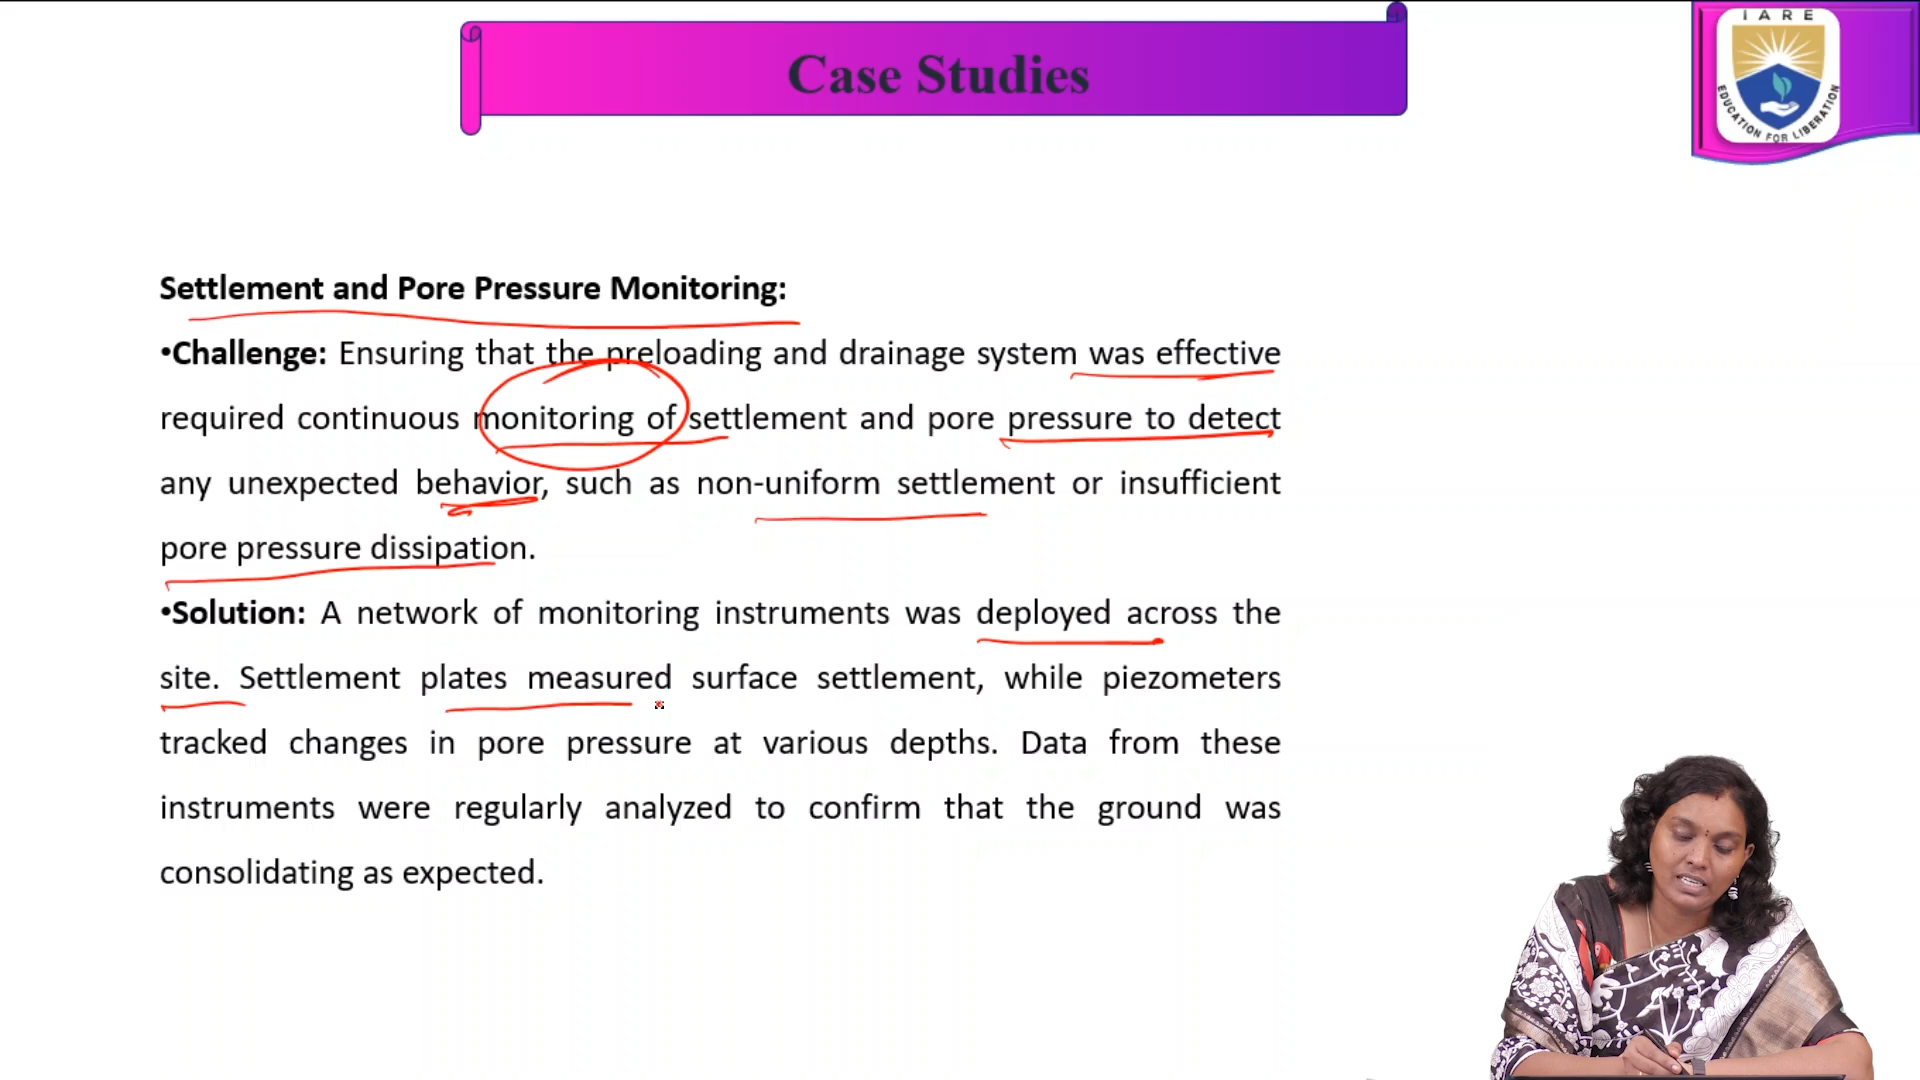 Case Studies
IARE
EDUCATION FOR LIBERATION
Settlement and Pore Pressure Monitoring:
•Challenge: Ensuring that the preloading and drainage system was effective
required continuous monitoring of settlement and pore pressure to detect
any unexpected behavior, such as non-uniform settlement or insufficient
pore pressure dissipation.
•Solution: A network of monitoring instruments was deployed across the
site. Settlement plates measured surface settlement, while piezometers
tracked changes in pore pressure at various depths. Data from these
instruments were regularly analyzed to confirm that the ground was
consolidating as expected.